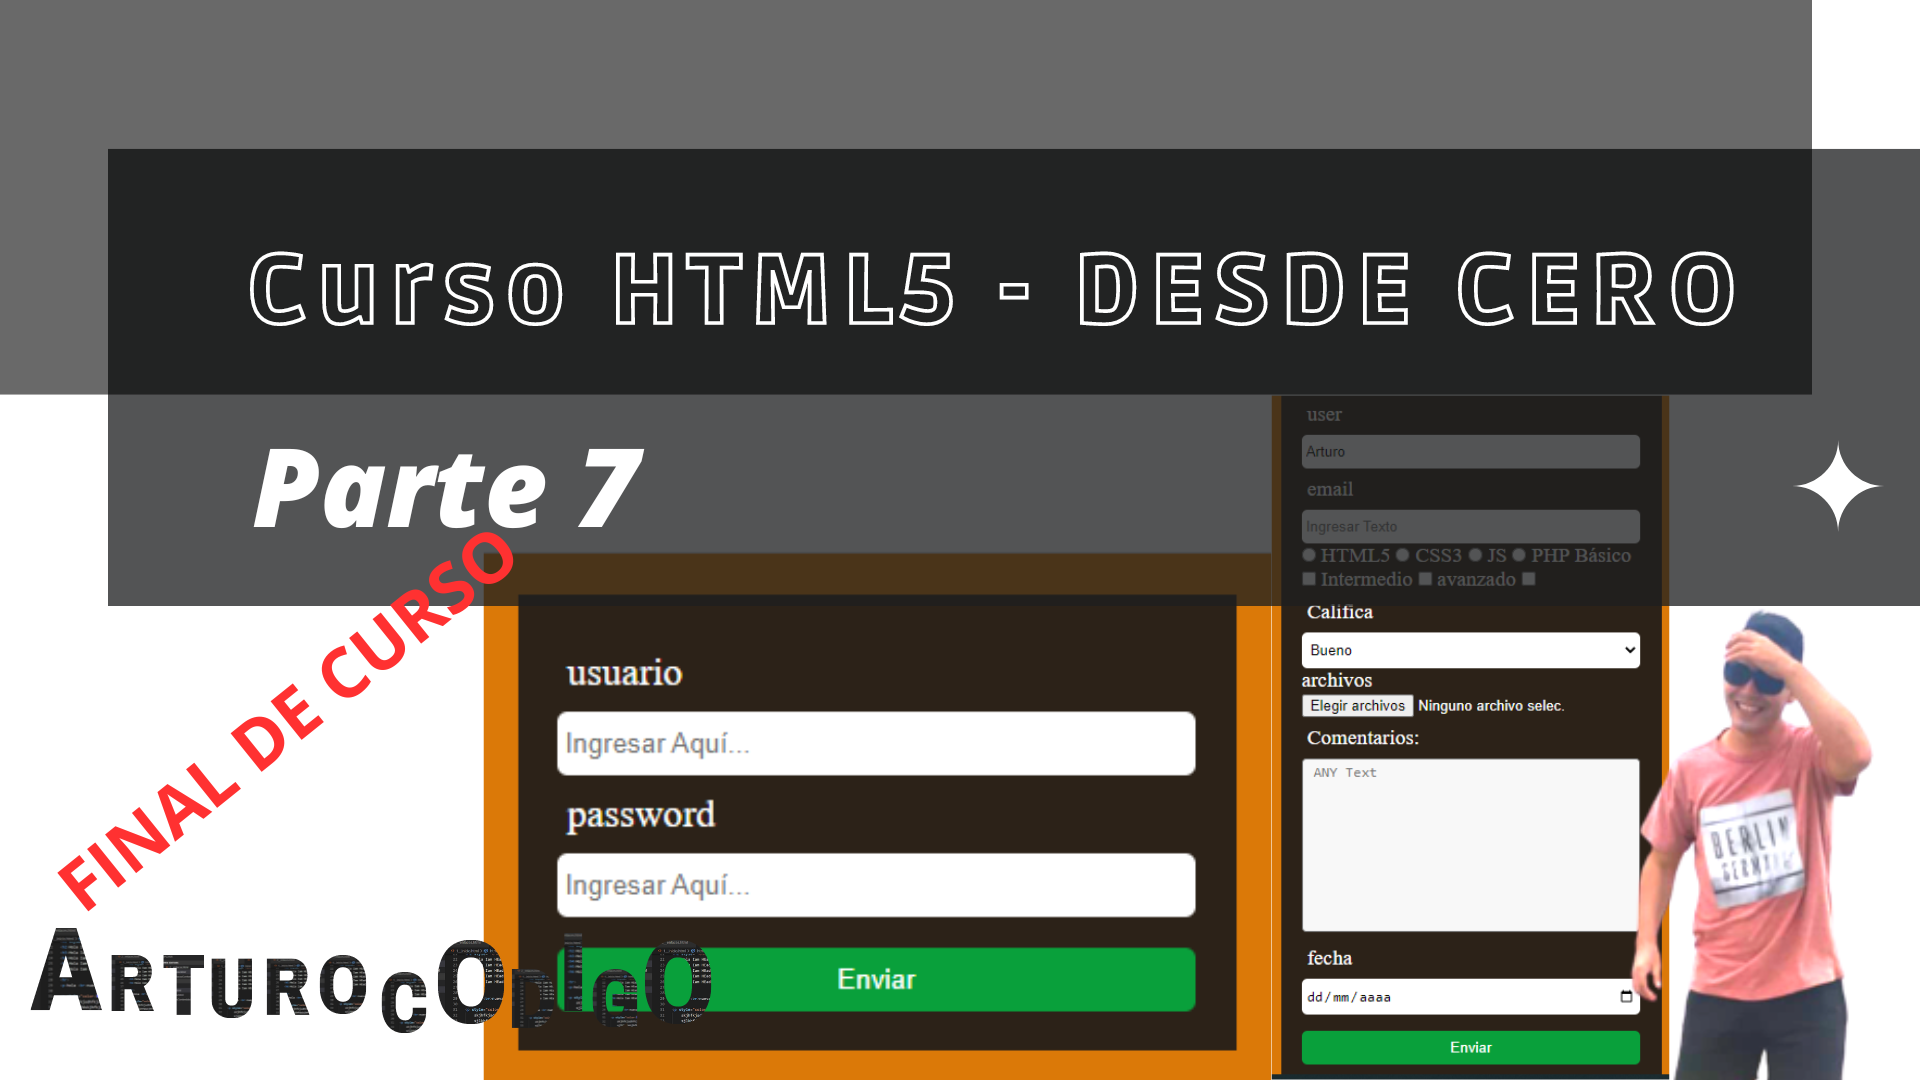 Curso HTML5 - DESDE CERO
Parte 7
FINAL DE CURSO
usuario
Ingresar Aquí...
password
Ingresar Aquí...
Enviar
user
Arturo
email
Ingresar Texto
HTML5 CSS3 JS PHP Básico
Intermedio avanzado
Califica
Bueno
archivos
Elegir archivos Ninguno archivo selec.
Comentarios:
ANY Text
fecha
dd/mm/aaaa
Enviar
BERLIN